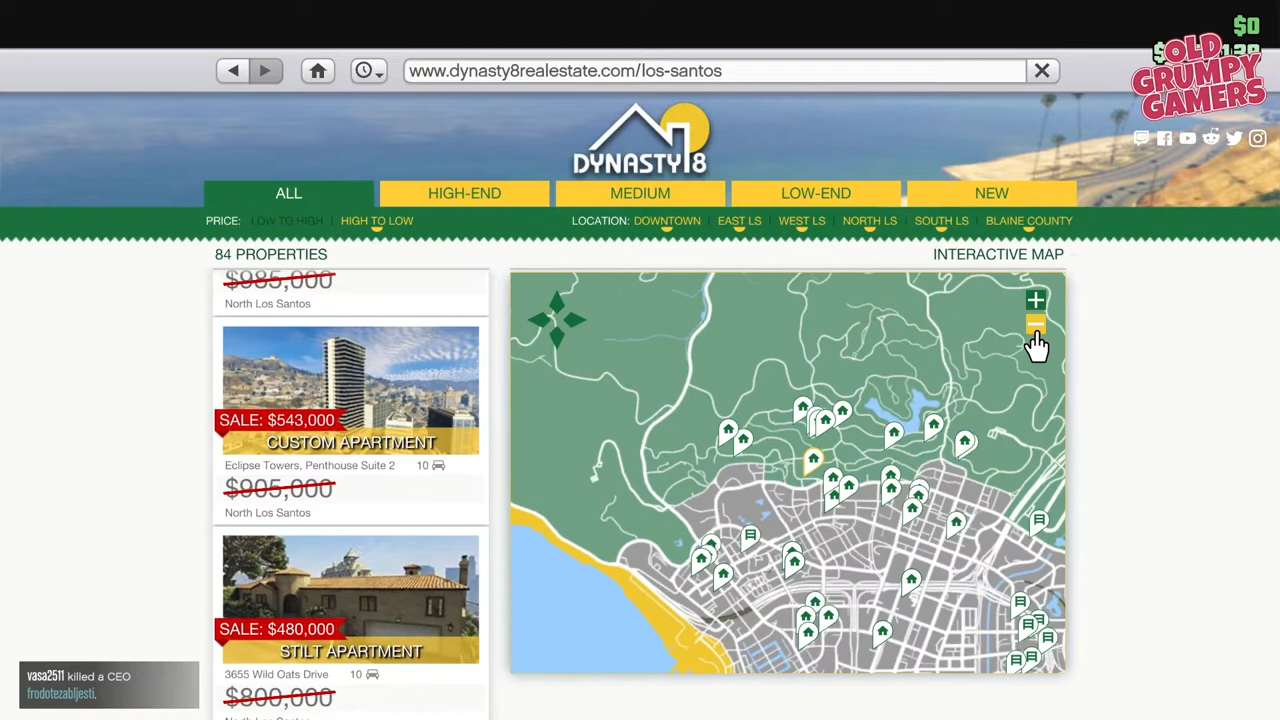 $0
OLD
GRUMPY
GAMERS
www.dynasty8realestate.com/los-santos
DYNASTY 8
ALL
HIGH-END
MEDIUM
LOW-END
NEW
PRICE: LOW TO HIGH | HIGH TO LOW
LOCATION: DOWNTOWN | EAST LS | WEST LS | NORTH LS | SOUTH LS | BLAINE COUNTY
84 PROPERTIES
INTERACTIVE MAP
$985,000
North Los Santos
SALE: $543,000
CUSTOM APARTMENT
Eclipse Towers, Penthouse Suite 2 10
$905,000
North Los Santos
SALE: $480,000
STILT APARTMENT
3655 Wild Oats Drive 10
$800,000
North Los Santos
vasa2511 killed a CEO
frodotezabljesti.